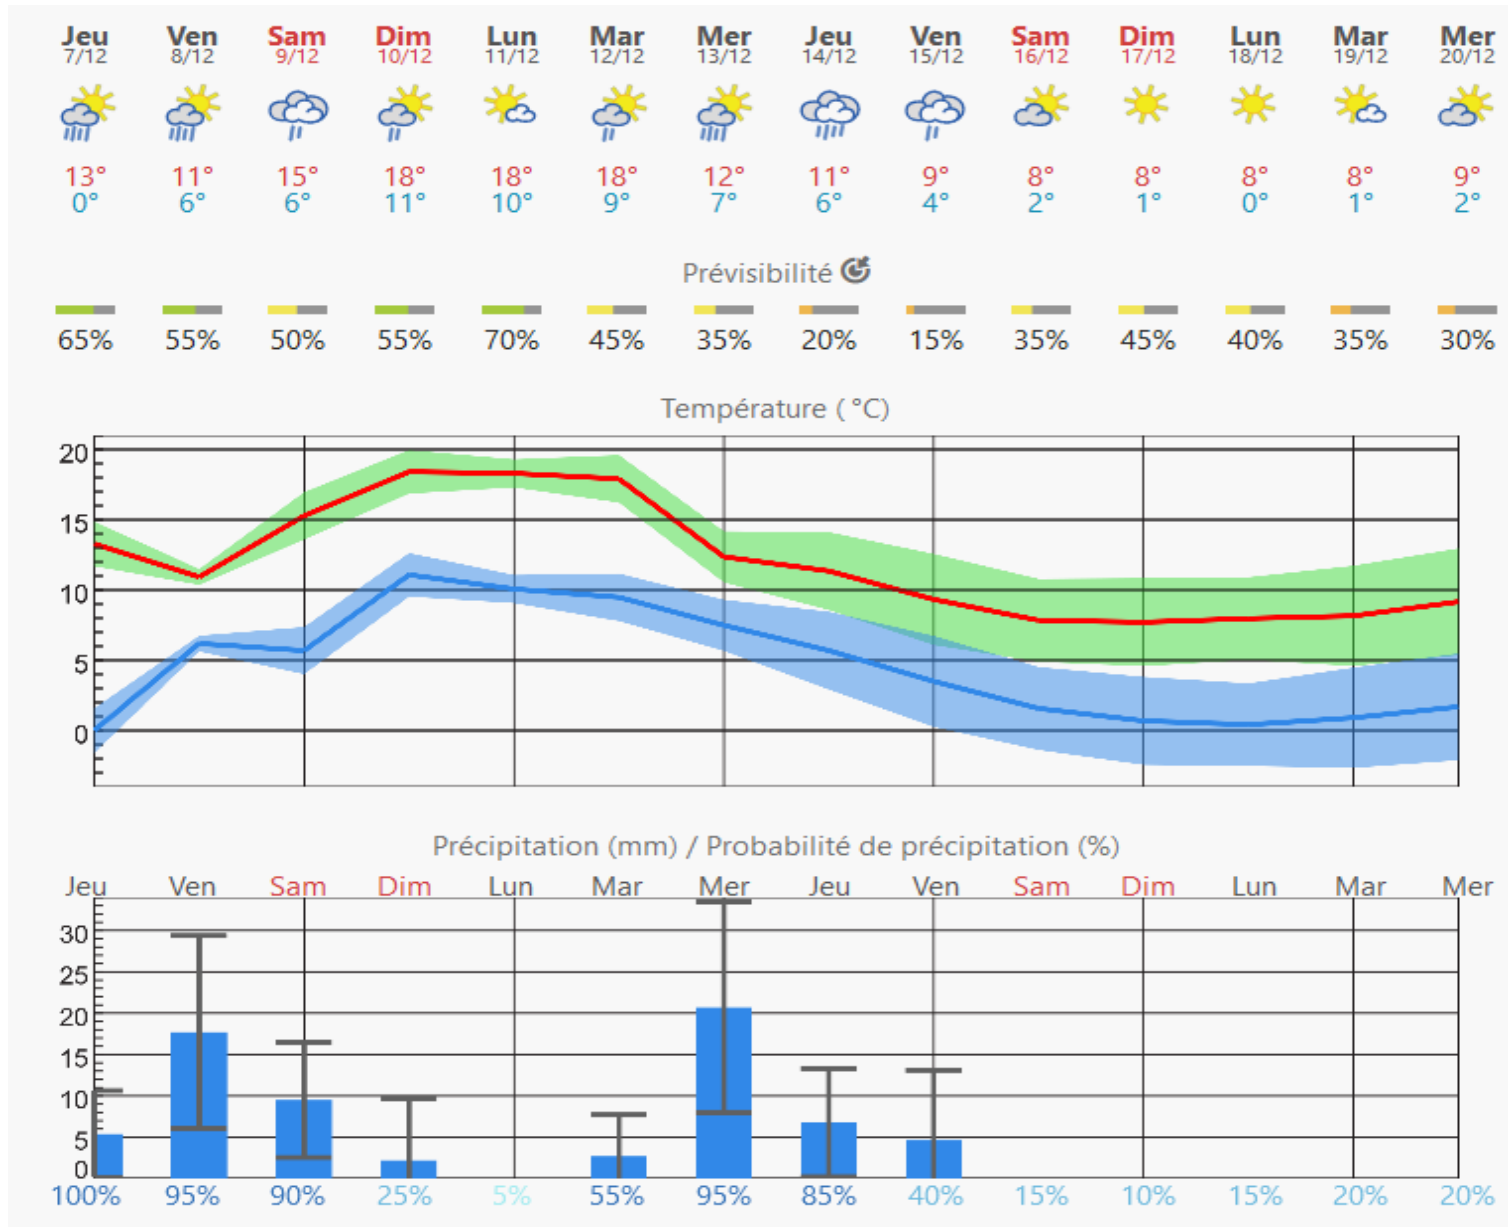 Jeu Ven Sam Dim Lun Mar Mer Jeu Ven Sam Dim Lun Mar Mer
7/12 8/12 9/12 10/12 11/12 12/12 13/12 14/12 15/12 16/12 17/12 18/12 19/12 20/12
13° 11° 15° 18° 18° 18° 12° 11° 9° 8° 8° 8° 8° 9°
0° 6° 6° 11° 10° 9° 7° 6° 4° 2° 1° 0° 1° 2°
Prévisibilité
65% 55% 50% 55% 70% 45% 35% 20% 15% 35% 45% 40% 35% 30%
Température (°C)
20
15
10
5
0
Précipitation (mm) / Probabilité de précipitation (%)
Jeu Ven Sam Dim Lun Mar Mer Jeu Ven Sam Dim Lun Mar Mer
30
25
20
15
10
5
0
100% 95% 90% 25% 5% 55% 95% 85% 40% 15% 10% 15% 20% 20%